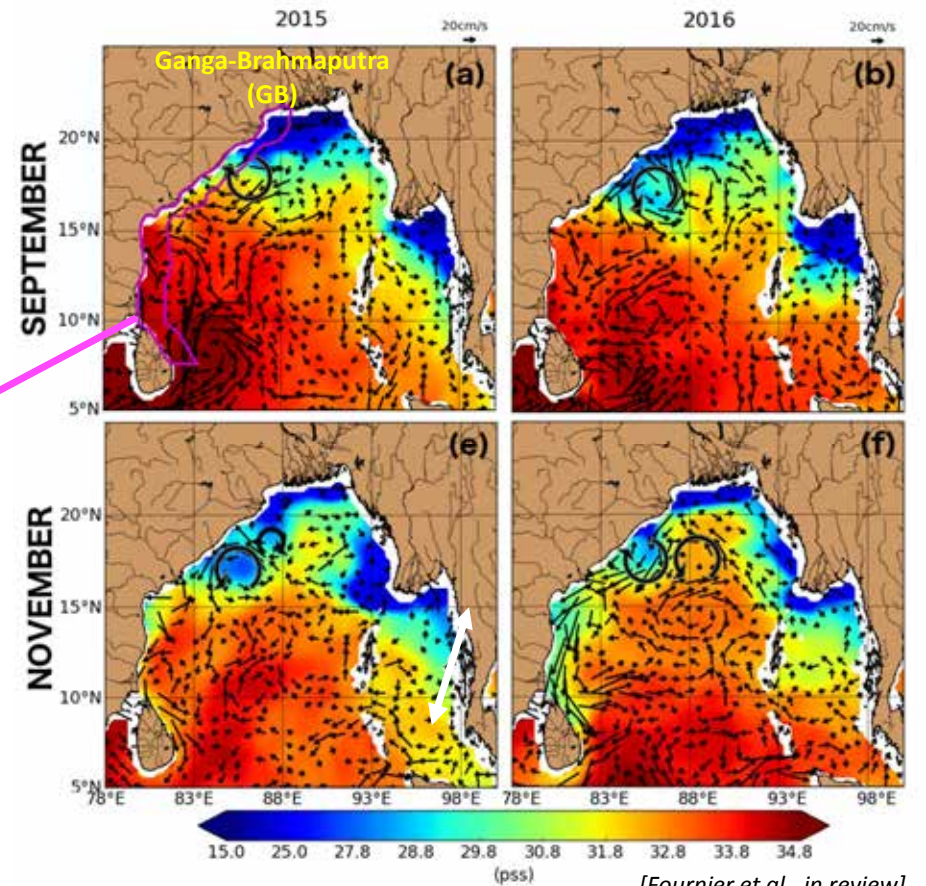 2015
2016
20cm/s
20cm/s
Ganga-Brahmaputra
(GB)
(a)
(b)
SEPTEMBER
20°N
15°N
10°N
5°N
(e)
(f)
NOVEMBER
20°N
15°N
10°N
5°N
78°E 83°E 88°E 93°E 98°E 78°E 83°E 88°E 93°E 98°E
15.0 25.0 27.8 28.8 29.8 30.8 31.8 32.8 33.8 34.8
(pss)
[Fournier et al., in review]